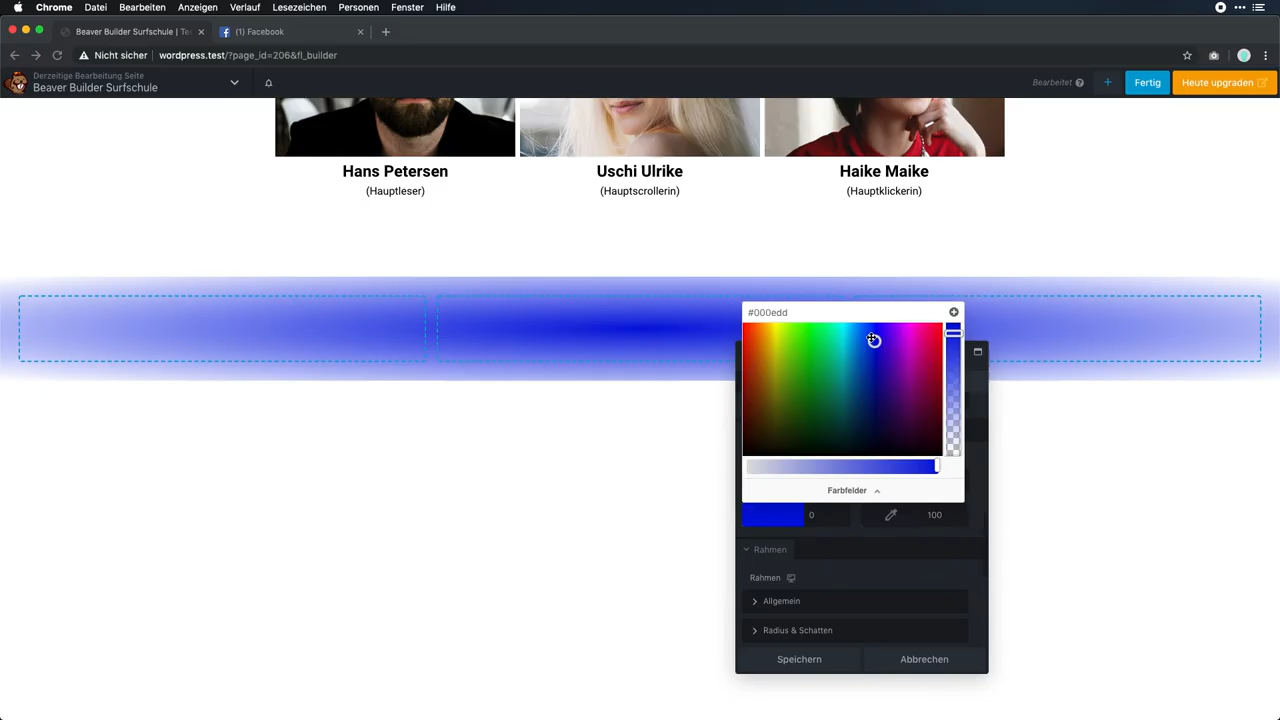 Chrome Datei Bearbeiten Anzeigen Verlauf Lesezeichen Personen Fenster Hilfe
Beaver Builder Surfschule | Te
(1) Facebook
Nicht sicher wordpress.test/?page_id=206&fl_builder
Derzeitige Bearbeitung Seite
Beaver Builder Surfschule
Bearbeitet
Fertig
Heute upgraden
Hans Petersen Uschi Ulrike Haike Maike
(Hauptleser) (Hauptscrollerin) (Hauptklickerin)
#000edd
Farbfelder
0 100
Rahmen
Rahmen
Allgemein
Radius & Schatten
Speichern Abbrechen